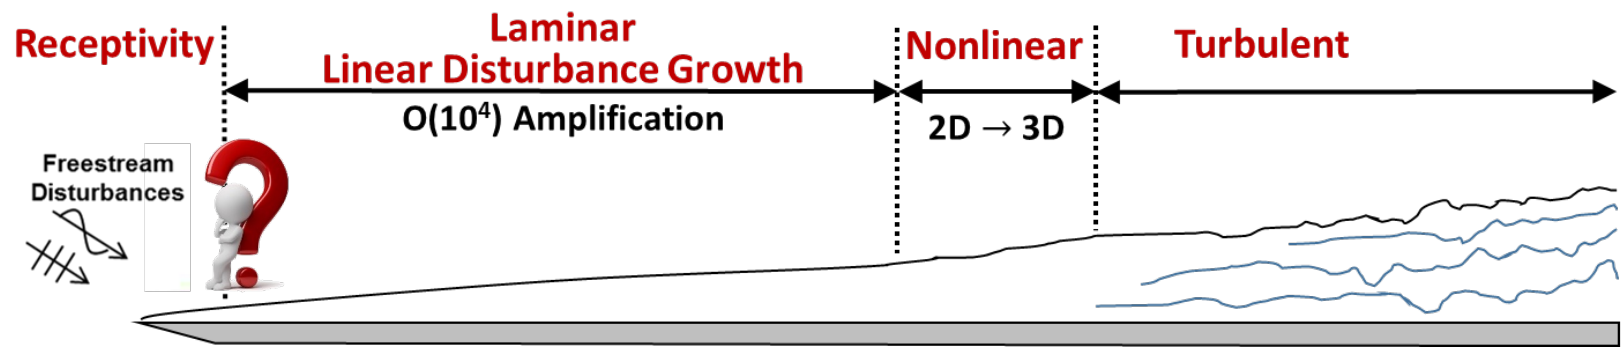 Receptivity
Laminar
Linear Disturbance Growth
O(10⁴) Amplification
Nonlinear
2D → 3D
Turbulent
Freestream
Disturbances